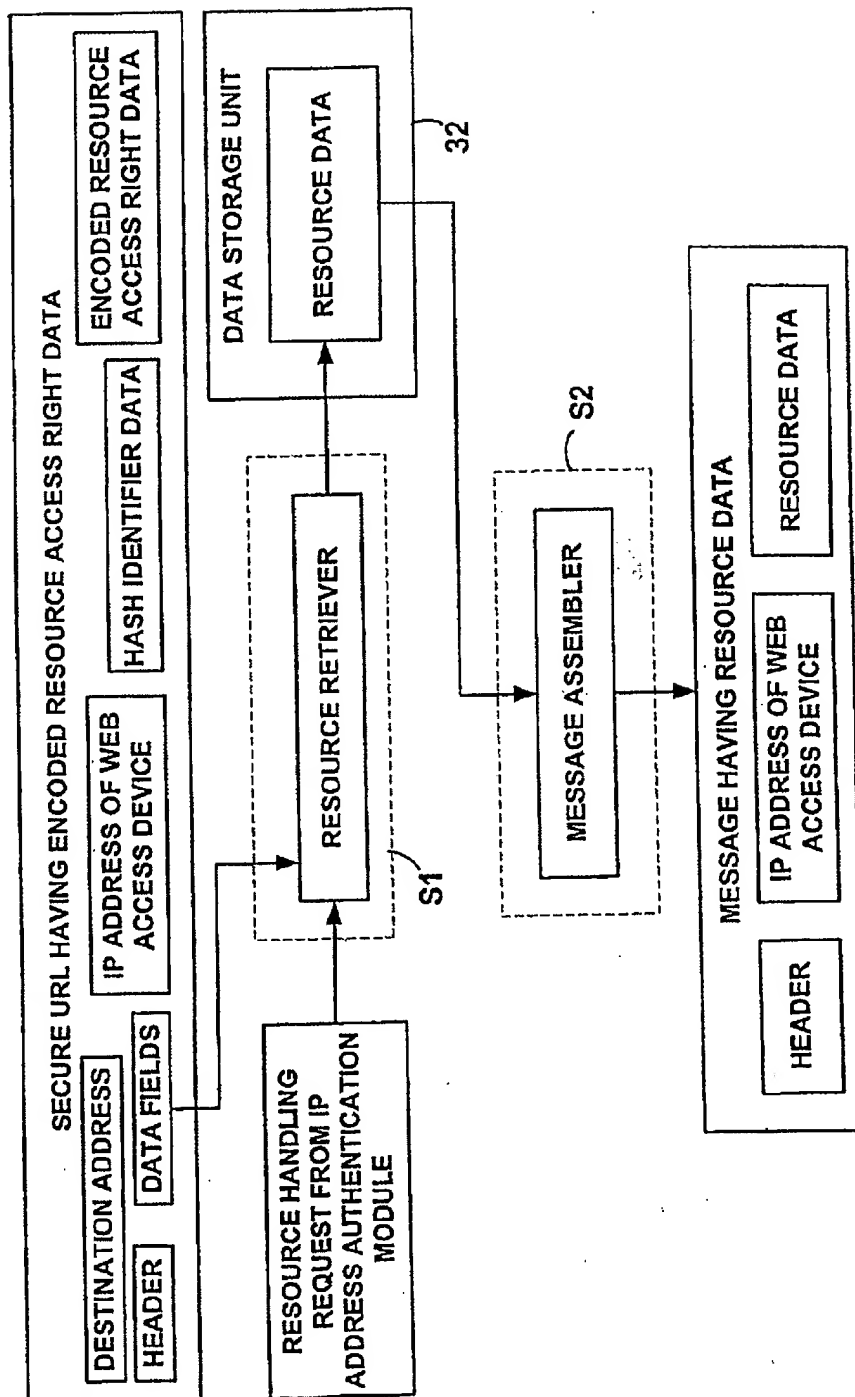 SECURE URL HAVING ENCODED RESOURCE ACCESS RIGHT DATA
DESTINATION ADDRESS
HEADER
DATA FIELDS
IP ADDRESS OF WEB
ACCESS DEVICE
HASH IDENTIFIER DATA
ENCODED RESOURCE
ACCESS RIGHT DATA
RESOURCE HANDLING
REQUEST FROM IP
ADDRESS AUTHENTICATION
MODULE
RESOURCE RETRIEVER
S1
DATA STORAGE UNIT
RESOURCE DATA
32
MESSAGE ASSEMBLER
S2
MESSAGE HAVING RESOURCE DATA
HEADER
IP ADDRESS OF WEB
ACCESS DEVICE
RESOURCE DATA